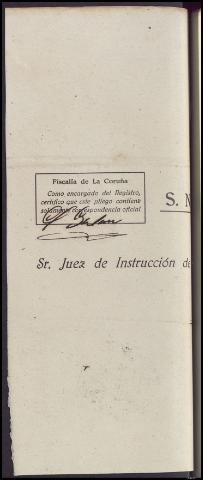 Fiscalía de La Coruña
Como encargado del Registro,
certifico que este pliego contiene
solamente correspondencia oficial
S. N
Sr. Juez de Instrucción de